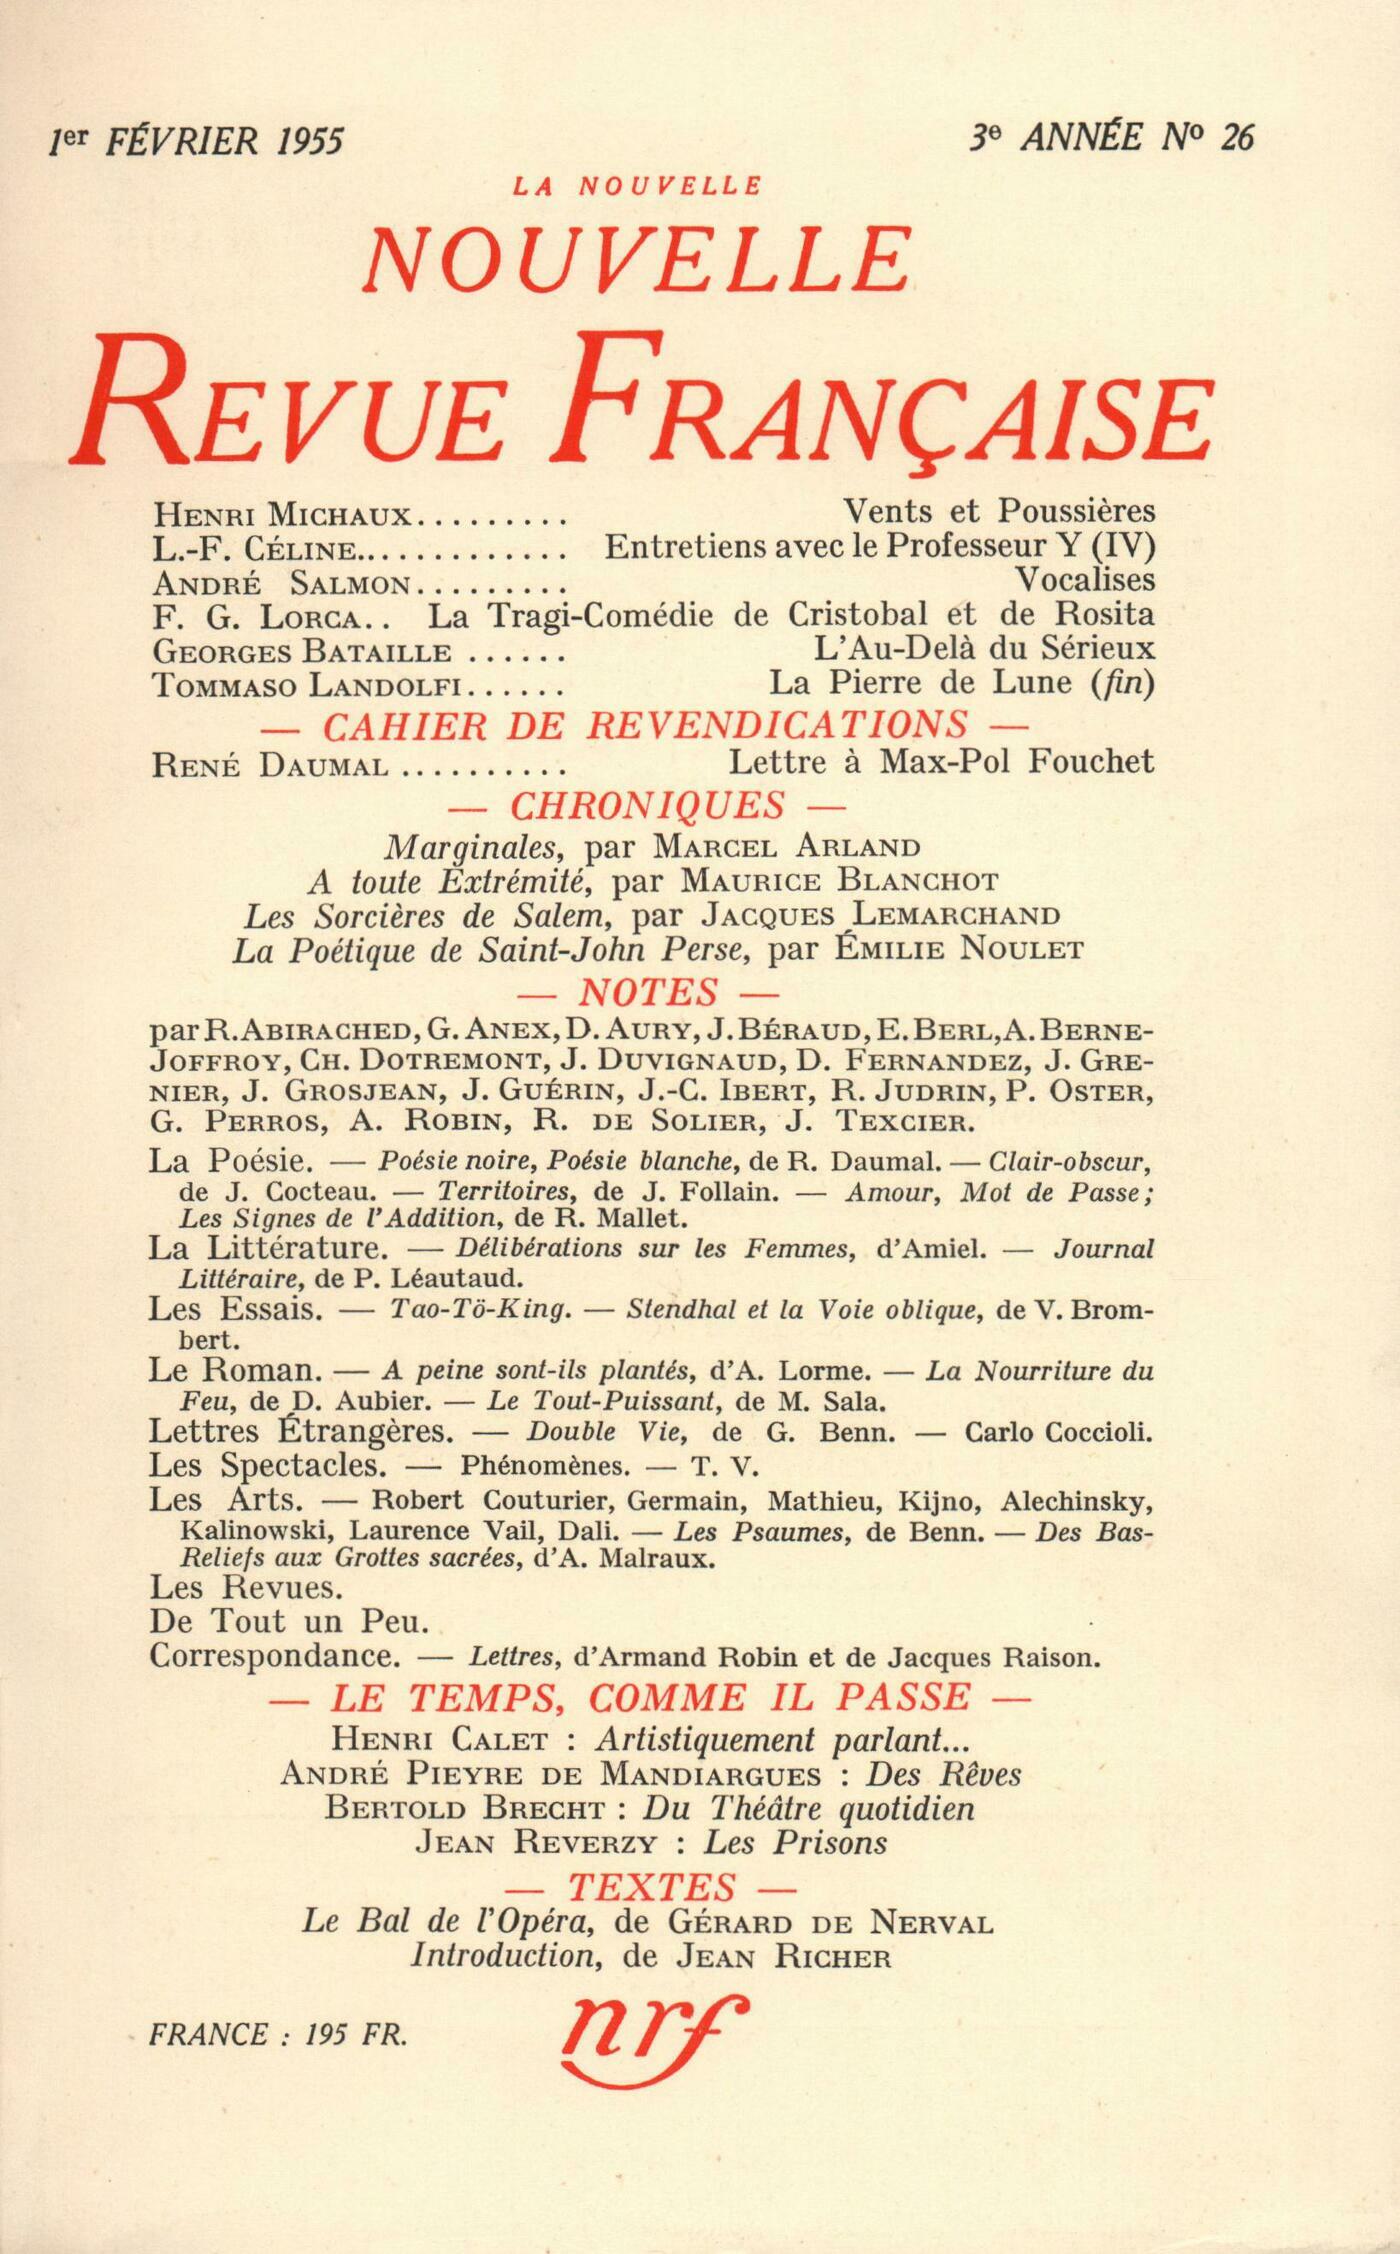 1er FÉVRIER 1955 3e ANNÉE No 26
LA NOUVELLE
NOUVELLE
REVUE FRANÇAISE
HENRI MICHAUX......... Vents et Poussières
L.-F. CÉLINE............. Entretiens avec le Professeur Y (IV)
ANDRÉ SALMON......... Vocalises
F. G. LORCA.. La Tragi-Comédie de Cristobal et de Rosita
GEORGES BATAILLE ...... L'Au-Delà du Sérieux
TOMMASO LANDOLFI...... La Pierre de Lune (fin)
— CAHIER DE REVENDICATIONS —
RENÉ DAUMAL .......... Lettre à Max-Pol Fouchet
— CHRONIQUES —
Marginales, par MARCEL ARLAND
A toute Extrémité, par MAURICE BLANCHOT
Les Sorcières de Salem, par JACQUES LEMARCHAND
La Poétique de Saint-John Perse, par ÉMILIE NOULET
— NOTES —
par R. ABIRACHED, G. ANEX, D. AURY, J. BÉRAUD, E. BERL, A. BERNE-
JOFFROY, CH. DOTREMONT, J. DUVIGNAUD, D. FERNANDEZ, J. GRE-
NIER, J. GROSJEAN, J. GUÉRIN, J.-C. IBERT, R. JUDRIN, P. OSTER,
G. PERROS, A. ROBIN, R. DE SOLIER, J. TEXCIER.
La Poésie. — Poésie noire, Poésie blanche, de R. Daumal. — Clair-obscur,
de J. Cocteau. — Territoires, de J. Follain. — Amour, Mot de Passe;
Les Signes de l'Addition, de R. Mallet.
La Littérature. — Délibérations sur les Femmes, d'Amiel. — Journal
Littéraire, de P. Léautaud.
Les Essais. — Tao-Tö-King. — Stendhal et la Voie oblique, de V. Brom-
bert.
Le Roman. — A peine sont-ils plantés, d'A. Lorme. — La Nourriture du
Feu, de D. Aubier. — Le Tout-Puissant, de M. Sala.
Lettres Étrangères. — Double Vie, de G. Benn. — Carlo Coccioli.
Les Spectacles. — Phénomènes. — T. V.
Les Arts. — Robert Couturier, Germain, Mathieu, Kijno, Alechinsky,
Kalinowski, Laurence Vail, Dali. — Les Psaumes, de Benn. — Des Bas-
Reliefs aux Grottes sacrées, d'A. Malraux.
Les Revues.
De Tout un Peu.
Correspondance. — Lettres, d'Armand Robin et de Jacques Raison.
— LE TEMPS, COMME IL PASSE —
HENRI CALET : Artistiquement parlant...
ANDRÉ PIEYRE DE MANDIARGUES : Des Rêves
BERTOLD BRECHT : Du Théâtre quotidien
JEAN REVERZY : Les Prisons
— TEXTES —
Le Bal de l'Opéra, de GÉRARD DE NERVAL
Introduction, de JEAN RICHER
FRANCE : 195 FR. nrf